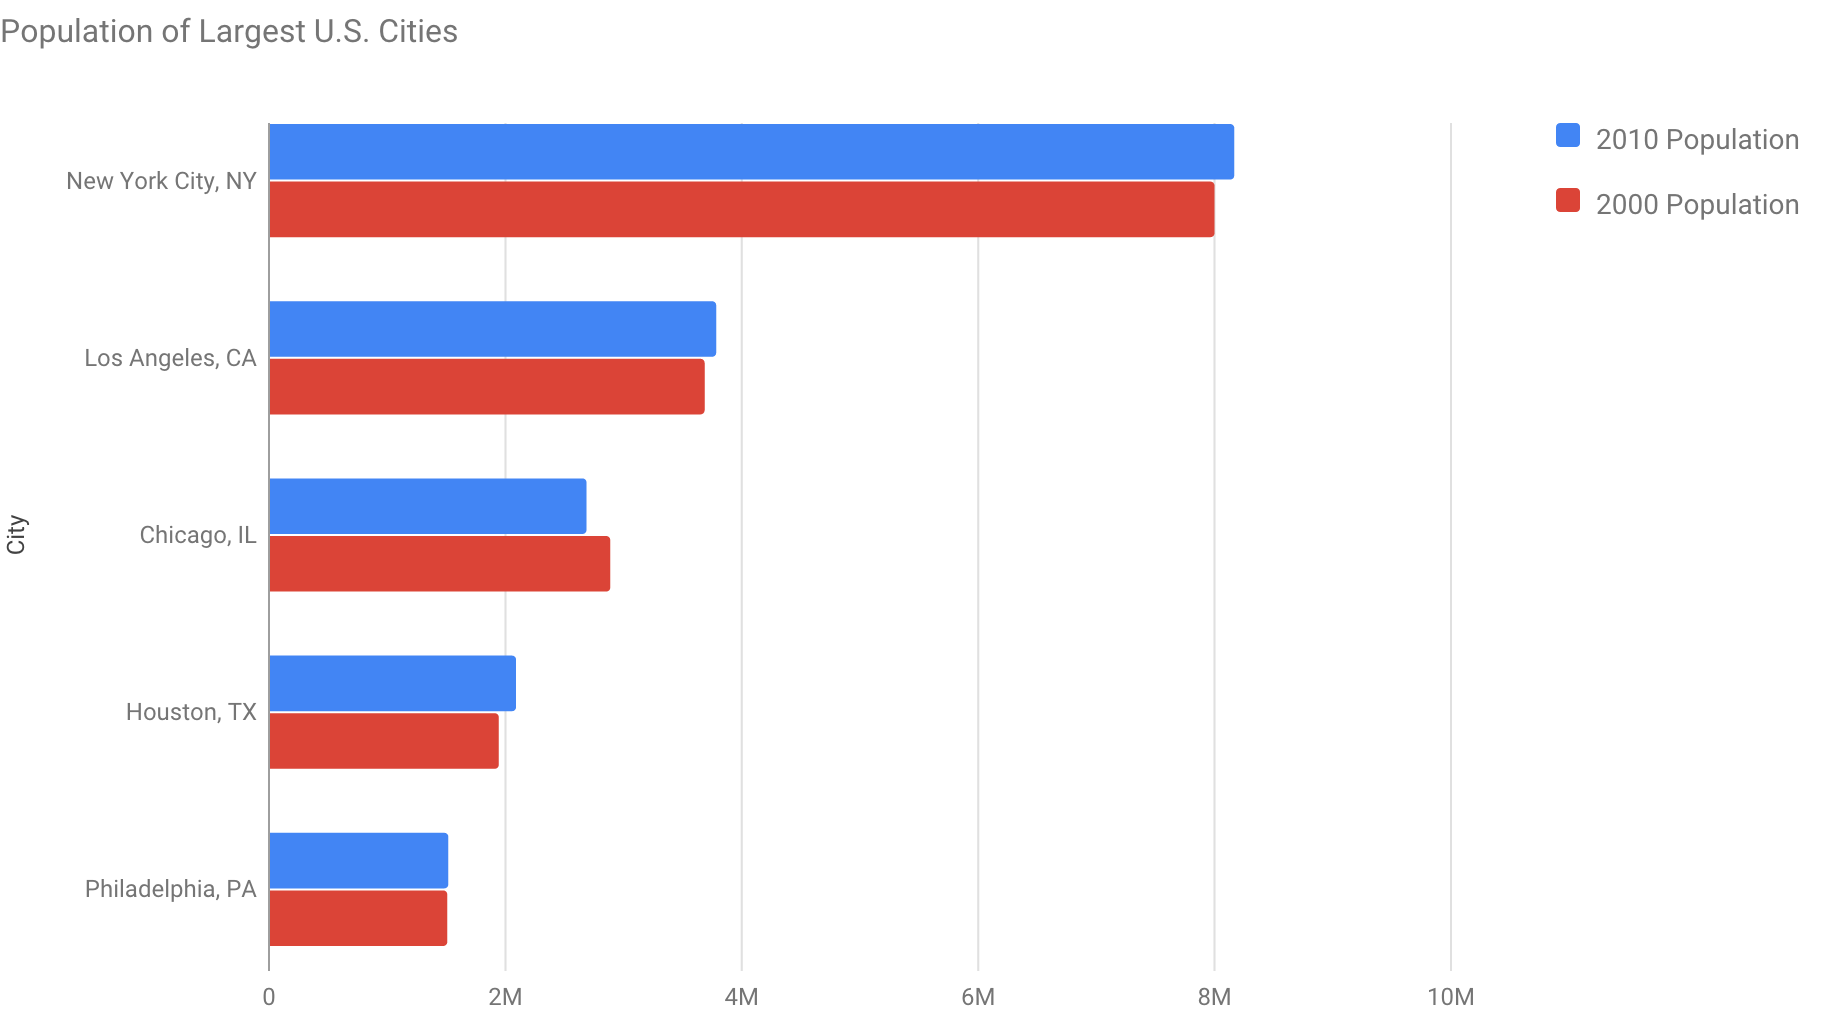 Population of Largest U.S. Cities
2010 Population
2000 Population
New York City, NY
Los Angeles, CA
Chicago, IL
Houston, TX
Philadelphia, PA
City
0
2M
4M
6M
8M
10M